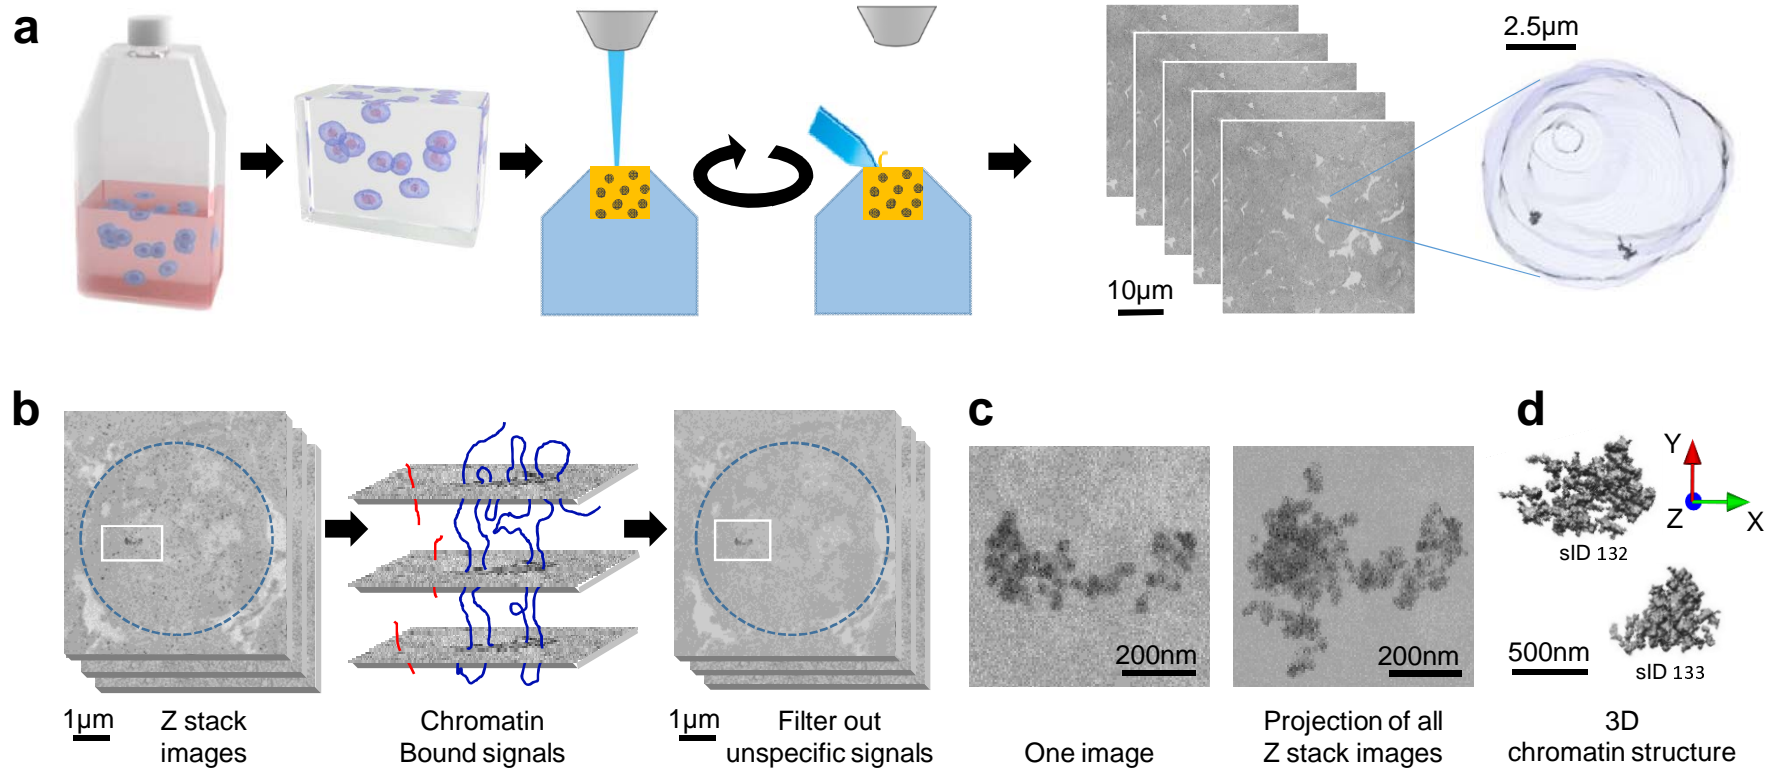 a
2.5μm
10μm
b
c
d
Y
Z
X
sID 132
200nm
200nm
500nm
sID 133
1μm
Z stack
images
Chromatin
Bound signals
1μm
Filter out
unspecific signals
One image
Projection of all
Z stack images
3D
chromatin structure